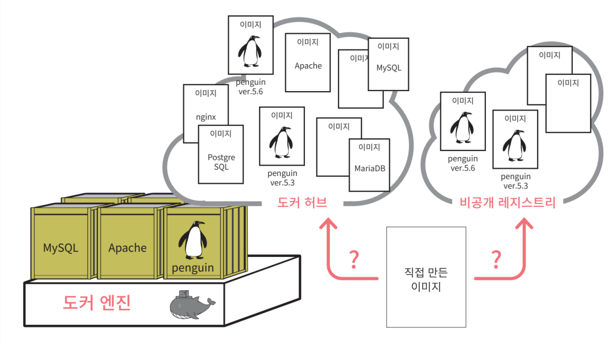 이미지
penguin
ver.5.6
이미지
Apache
이미지
이미지
MySQL
이미지
nginx
이미지
Postgre
SQL
이미지
penguin
ver.5.3
이미지
이미지
MariaDB
도커 허브
이미지
penguin
ver.5.6
이미지
penguin
ver.5.3
이미지
이미지
비공개 레지스트리
MySQL
Apache
penguin
도커 엔진
?
?
직접 만든
이미지